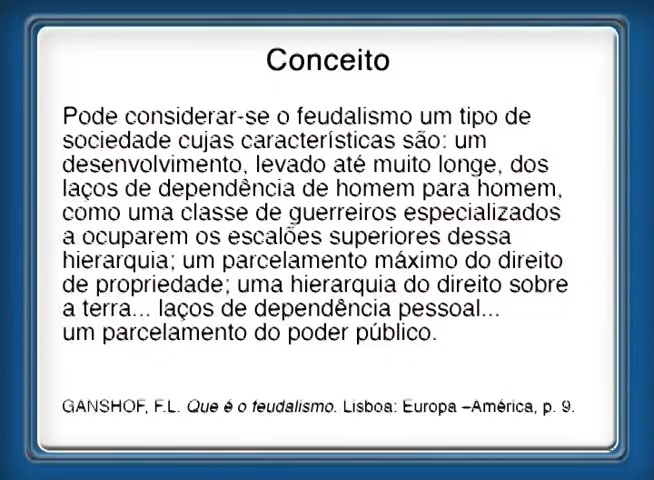 Conceito
Pode considerar-se o feudalismo um tipo de
sociedade cujas características são: um
desenvolvimento, levado até muito longe, dos
laços de dependência de homem para homem,
como uma classe de guerreiros especializados
a ocuparem os escalões superiores dessa
hierarquia; um parcelamento máximo do direito
de propriedade; uma hierarquia do direito sobre
a terra... laços de dependência pessoal...
um parcelamento do poder público.
GANSHOF, F.L. Que é o feudalismo. Lisboa: Europa –América, p. 9.